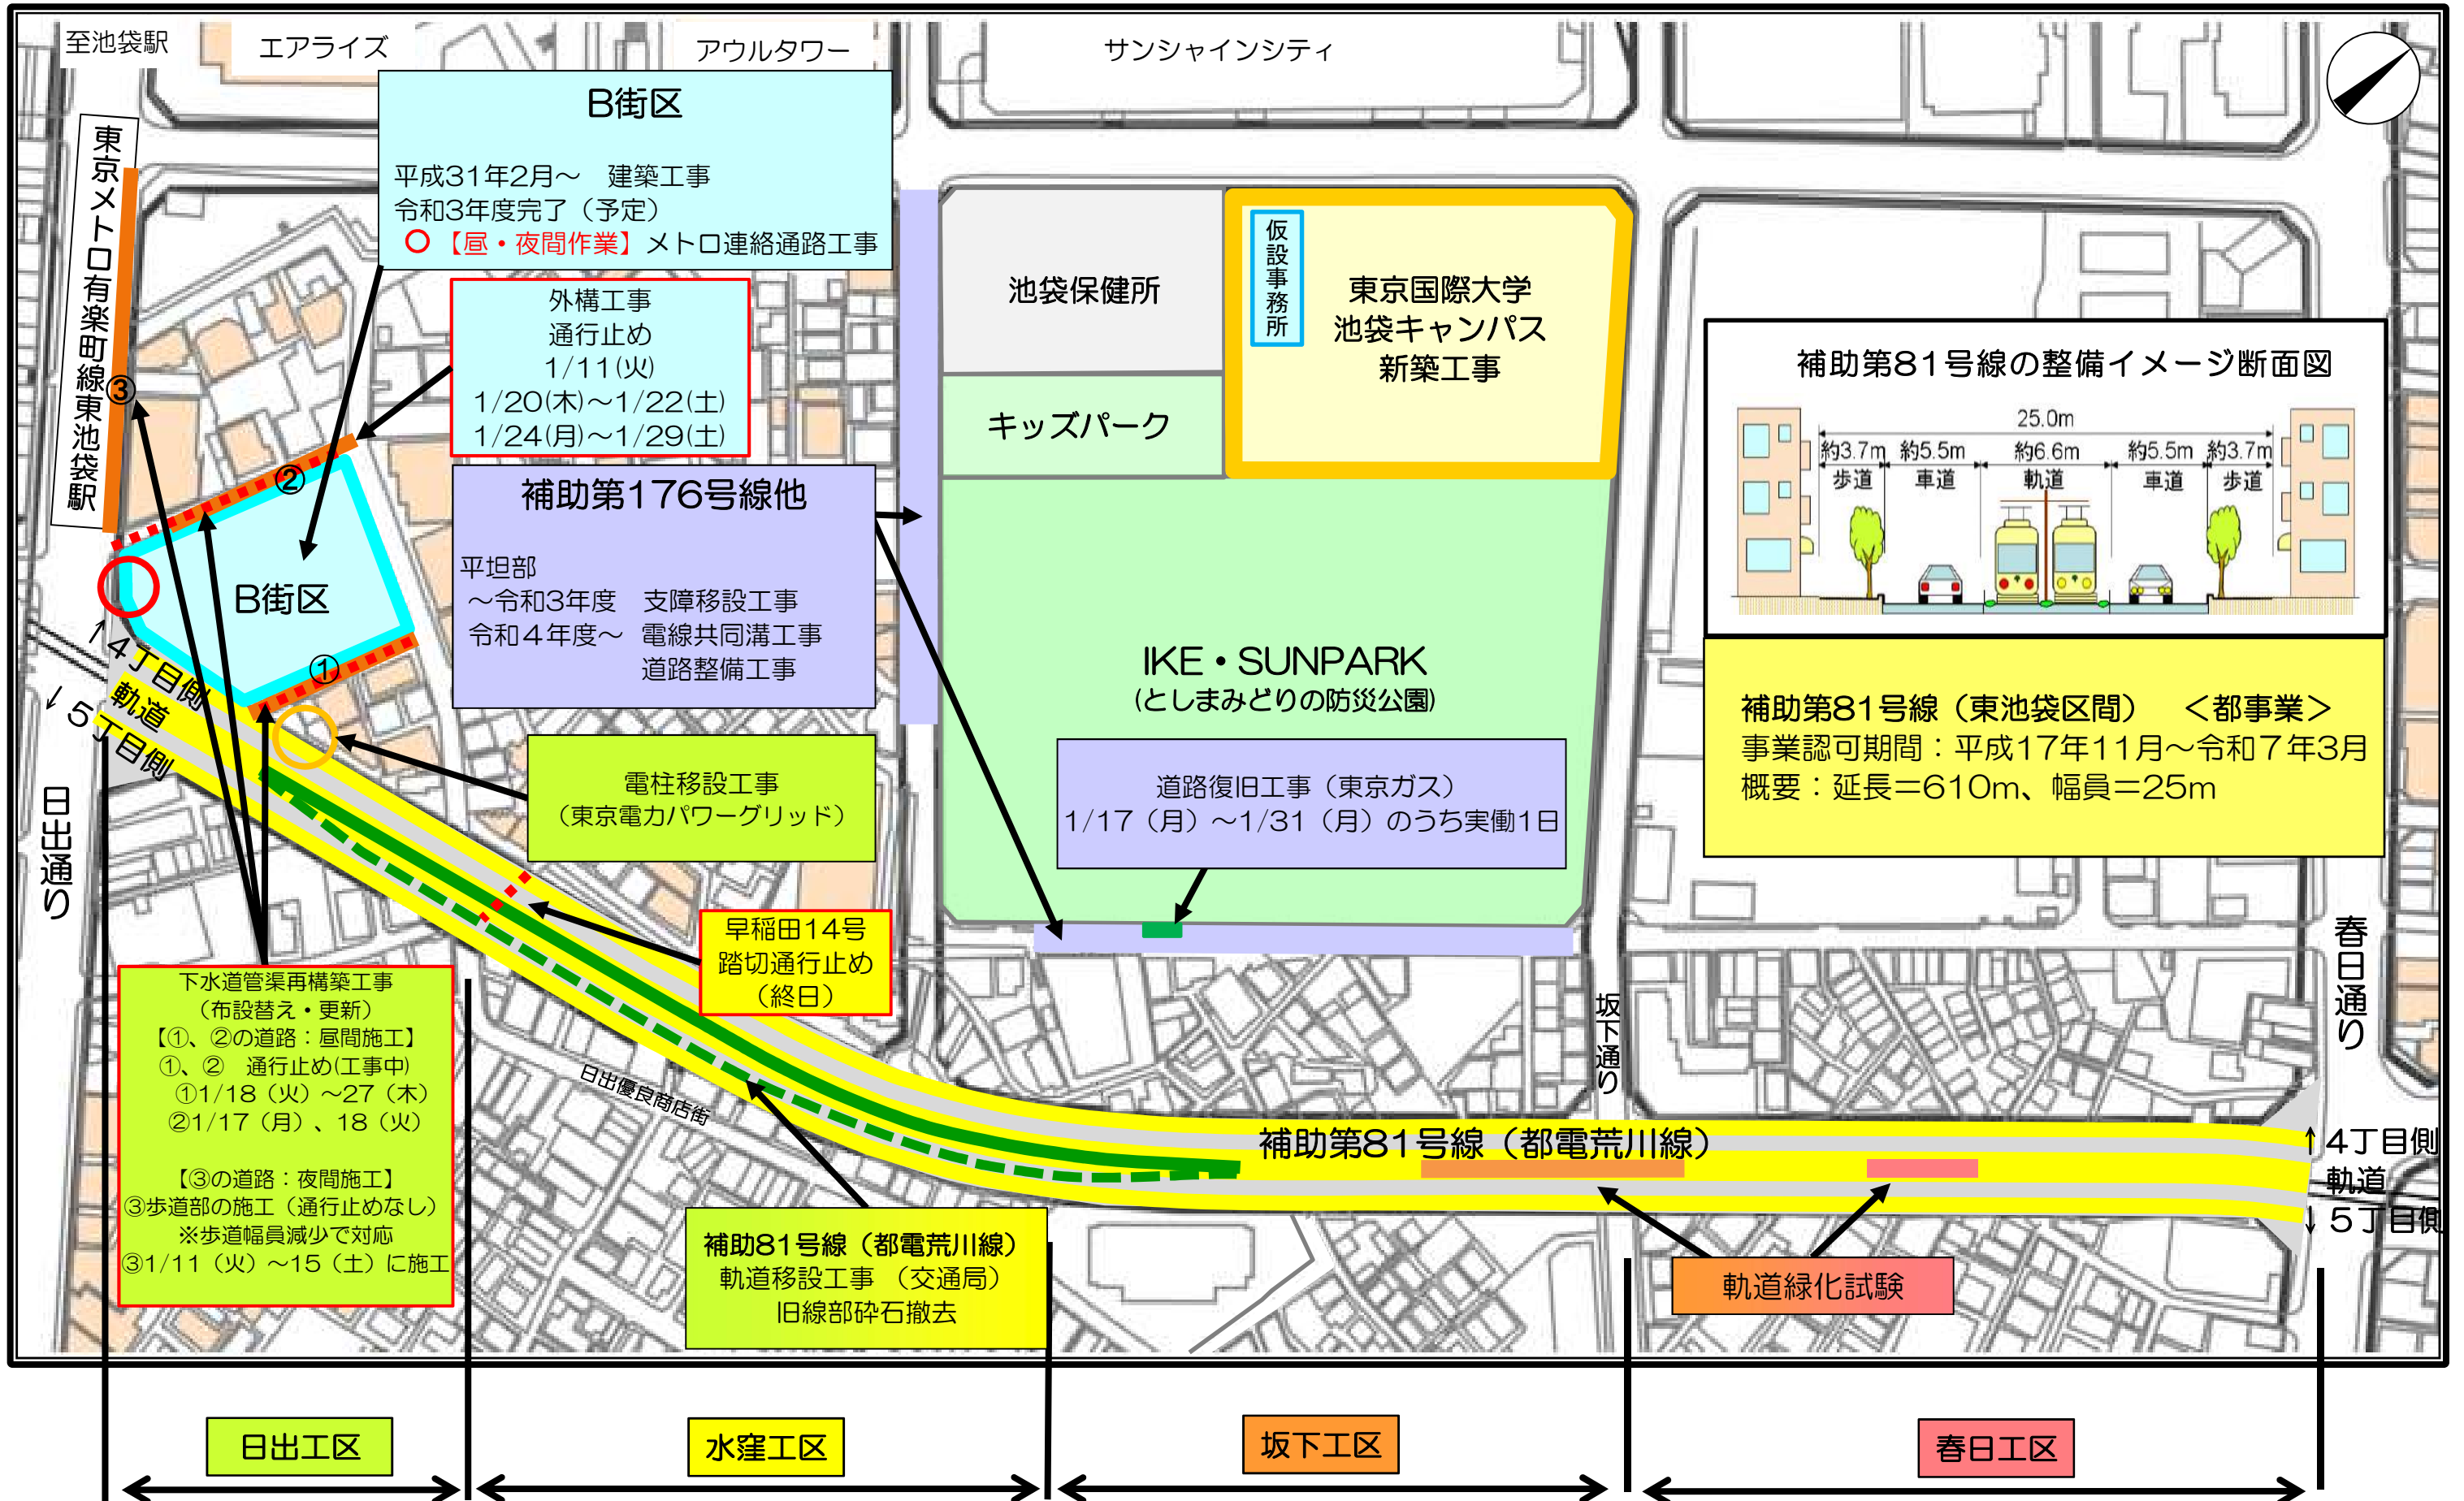 至池袋駅
エアライズ
アウルタワー
サンシャインシティ
東京メトロ有楽町線東池袋駅
B街区
平成31年2月～　建築工事
令和3年度完了（予定）
○【昼・夜間作業】メトロ連絡通路工事
外構工事
通行止め
1/11(火)
1/20(木)～1/22(土)
1/24(月)～1/29(土)
補助第176号線他
平坦部
～令和3年度　支障移設工事
令和４年度～　電線共同溝工事
道路整備工事
③
②
①
B街区
池袋保健所
キッズパーク
仮設事務所
東京国際大学
池袋キャンパス
新築工事
IKE・SUNPARK
(としまみどりの防災公園)
道路復旧工事（東京ガス）
1/17（月）～1/31（月）のうち実働1日
補助第81号線の整備イメージ断面図
25.0m
約3.7m 約5.5m 約6.6m 約5.5m 約3.7m
歩道 車道 軌道 車道 歩道
補助第81号線（東池袋区間）　＜都事業＞
事業認可期間：平成17年11月～令和７年3月
概要：延長＝610m、幅員＝25m
↑4丁目側
軌道
↓5丁目側
日出通り
電柱移設工事
（東京電力パワーグリッド）
早稲田14号
踏切通行止め
（終日）
下水道管渠再構築工事
（布設替え・更新）
【①、②の道路：昼間施工】
①、②　通行止め(工事中)
①1/18（火）～27（木）
②1/17（月）、18（火）
【③の道路：夜間施工】
③歩道部の施工（通行止めなし）
※歩道幅員減少で対応
③1/11（火）～15（土）に施工
日出優良商店街
坂下通り
春日通り
補助第81号線（都電荒川線）
↑4丁目側
軌道
↓5丁目側
補助81号線（都電荒川線）
軌道移設工事　（交通局）
旧線部砕石撤去
軌道緑化試験
日出工区
水窪工区
坂下工区
春日工区